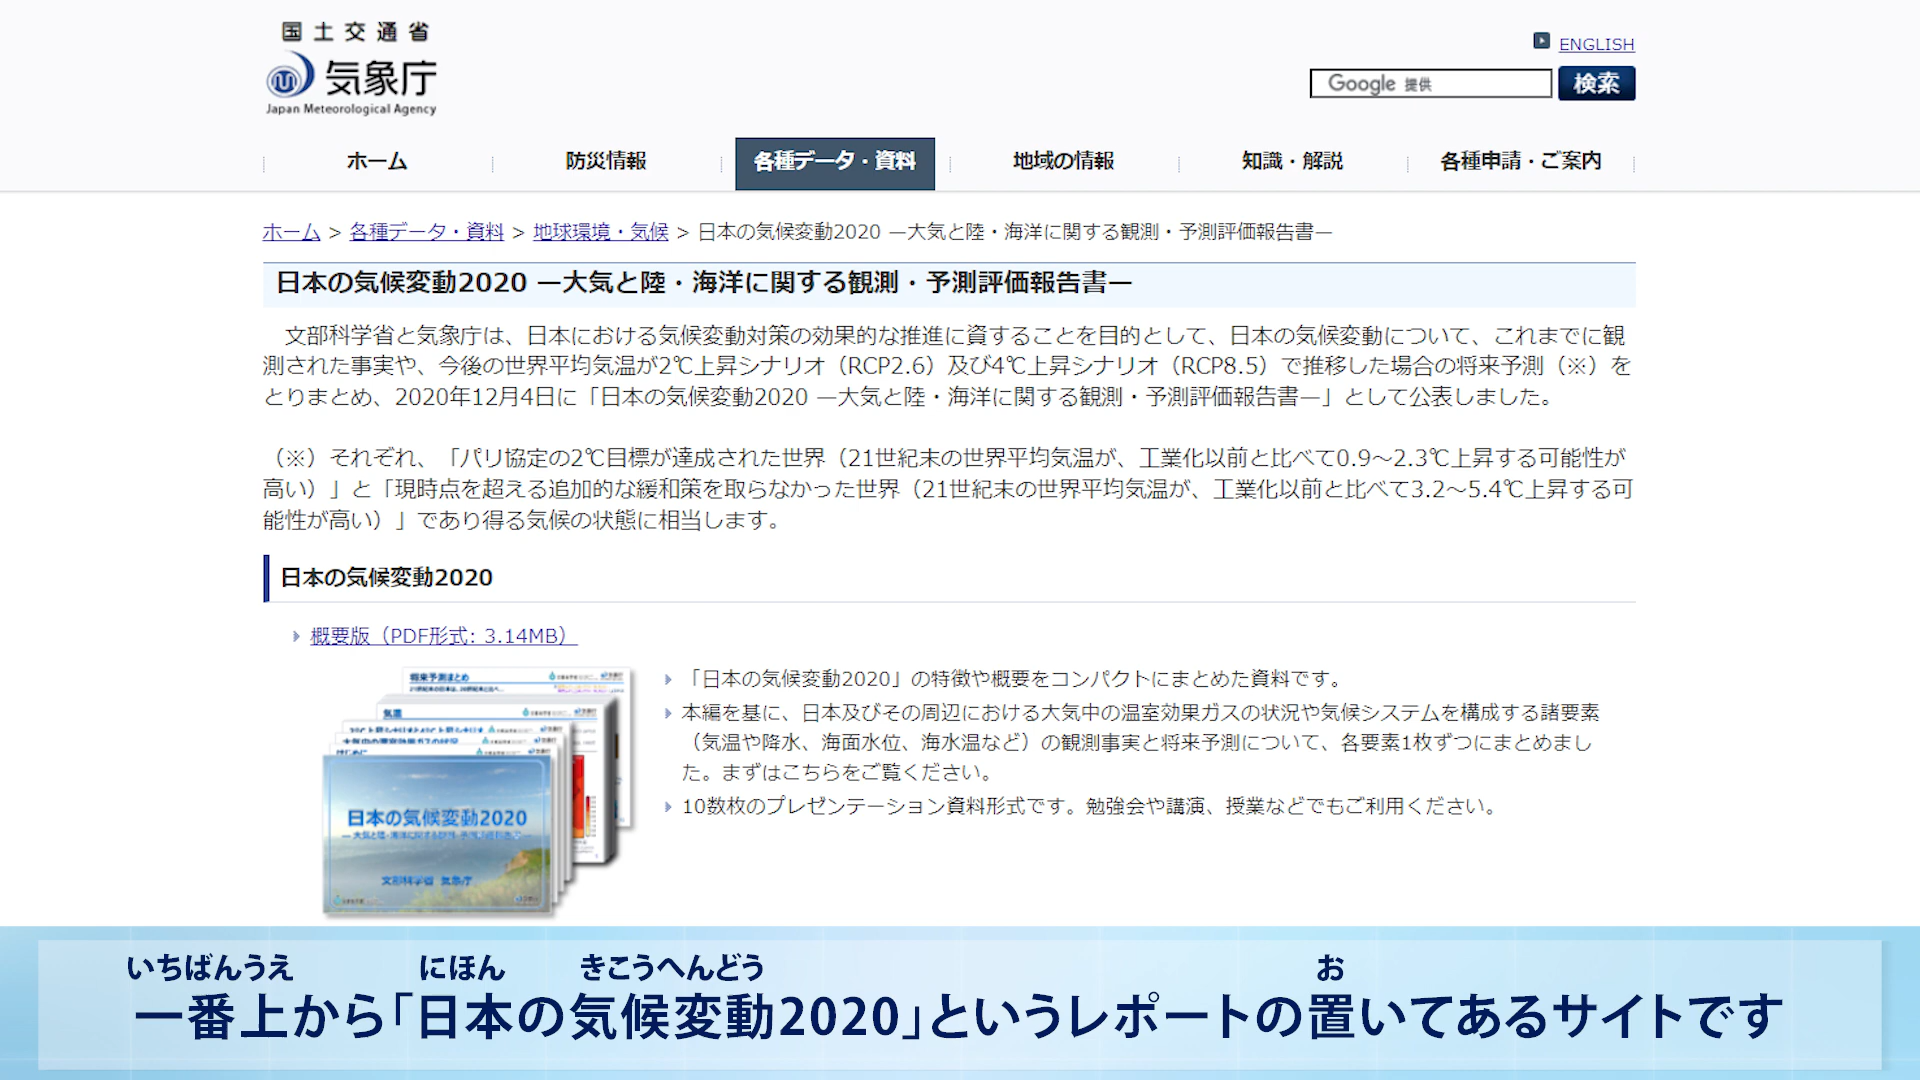 国土交通省
気象庁
Japan Meteorological Agency
ENGLISH
Google 提供
検索
ホーム
防災情報
各種データ・資料
地域の情報
知識・解説
各種申請・ご案内
ホーム > 各種データ・資料 > 地球環境・気候 > 日本の気候変動2020 —大気と陸・海洋に関する観測・予測評価報告書—
日本の気候変動2020 —大気と陸・海洋に関する観測・予測評価報告書—
文部科学省と気象庁は、日本における気候変動対策の効果的な推進に資することを目的として、日本の気候変動について、これまでに観
測された事実や、今後の世界平均気温が2℃上昇シナリオ（RCP2.6）及び4℃上昇シナリオ（RCP8.5）で推移した場合の将来予測（※）を
とりまとめ、2020年12月4日に「日本の気候変動2020 —大気と陸・海洋に関する観測・予測評価報告書—」として公表しました。
（※）それぞれ、「パリ協定の2℃目標が達成された世界（21世紀末の世界平均気温が、工業化以前と比べて0.9～2.3℃上昇する可能性が
高い）」と「現時点を超える追加的な緩和策を取らなかった世界（21世紀末の世界平均気温が、工業化以前と比べて3.2～5.4℃上昇する可
能性が高い）」であり得る気候の状態に相当します。
日本の気候変動2020
概要版（PDF形式: 3.14MB）
将来予測まとめ
気温
はじめに
日本の気候変動2020
—大気と陸・海洋に関する観測・予測評価報告書—
文部科学省 気象庁
「日本の気候変動2020」の特徴や概要をコンパクトにまとめた資料です。
本編を基に、日本及びその周辺における大気中の温室効果ガスの状況や気候システムを構成する諸要素
（気温や降水、海面水位、海水温など）の観測事実と将来予測について、各要素1枚ずつにまとめまし
た。まずはこちらをご覧ください。
10数枚のプレゼンテーション資料形式です。勉強会や講演、授業などでもご利用ください。
いちばんうえ にほん きこうへんどう お
一番上から「日本の気候変動2020」というレポートの置いてあるサイトです